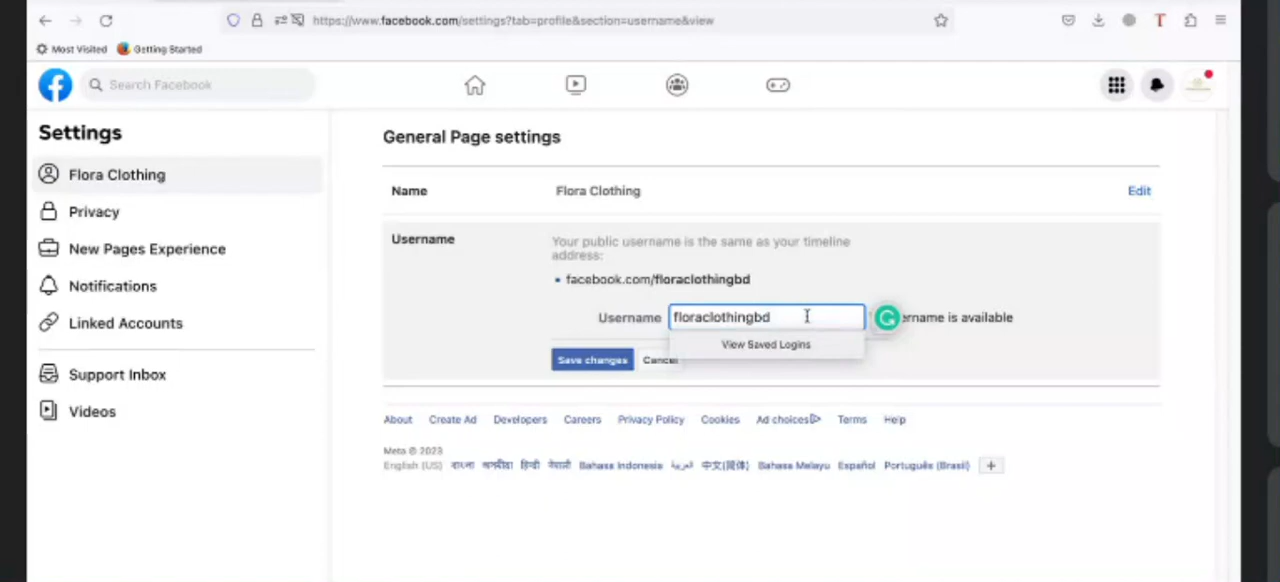 https://www.facebook.com/settings?tab=profile&section=username&view
Most Visited
Getting Started
Search Facebook
Settings
Flora Clothing
Privacy
New Pages Experience
Notifications
Linked Accounts
Support Inbox
Videos
General Page settings
Name
Flora Clothing
Edit
Username
Your public username is the same as your timeline
address:
facebook.com/floraclothingbd
Username
floraclothingbd
ername is available
View Saved Logins
Save changes
Cancel
About Create Ad Developers Careers Privacy Policy Cookies Ad choices Terms Help
Meta © 2023
English (US) বাংলা অসমীয়া हिन्दी नेपाली Bahasa Indonesia العربية 中文(简体) Bahasa Melayu Español Português (Brasil)